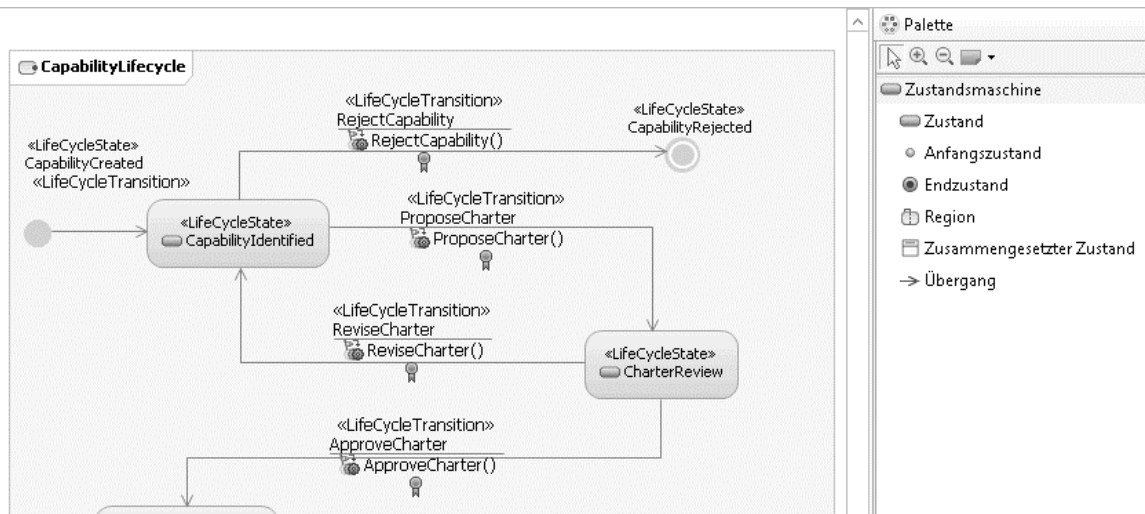 CapabilityLifecycle
«LifeCycleState»
CapabilityCreated
«LifeCycleTransition»
«LifeCycleTransition»
RejectCapability
RejectCapability()
«LifeCycleState»
CapabilityRejected
«LifeCycleState»
CapabilityIdentified
«LifeCycleTransition»
ProposeCharter
ProposeCharter()
«LifeCycleTransition»
ReviseCharter
ReviseCharter()
«LifeCycleState»
CharterReview
«LifeCycleTransition»
ApproveCharter
ApproveCharter()
Palette
Zustandsmaschine
Zustand
Anfangszustand
Endzustand
Region
Zusammengesetzter Zustand
Übergang